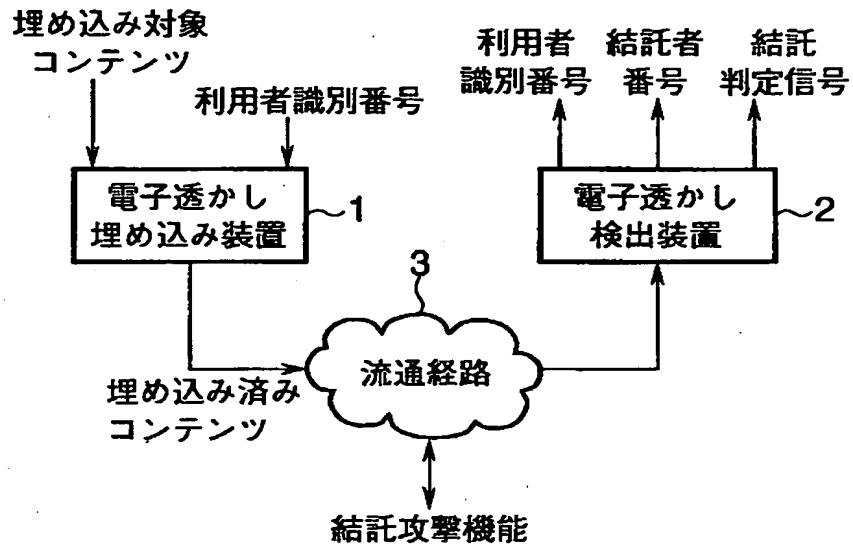 埋め込み対象
コンテンツ
利用者識別番号
電子透かし
埋め込み装置
1
利用者
識別番号
結託者
番号
結託
判定信号
電子透かし
検出装置
2
3
流通経路
埋め込み済み
コンテンツ
結託攻撃機能